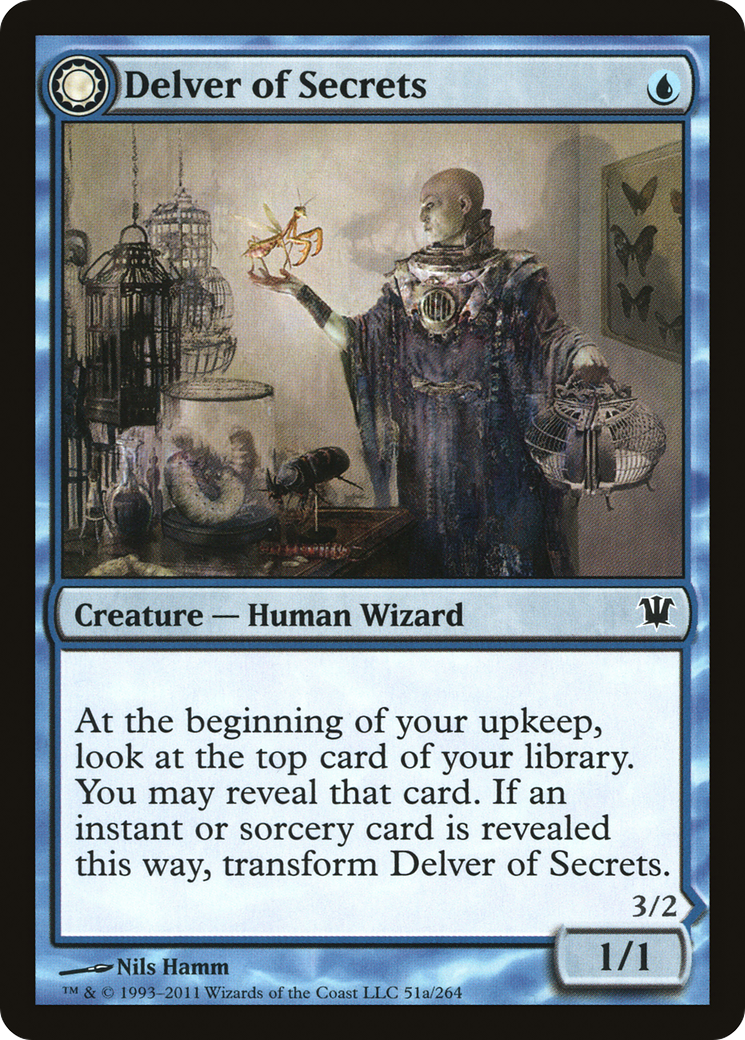 Delver of Secrets
Creature — Human Wizard
At the beginning of your upkeep,
look at the top card of your library.
You may reveal that card. If an
instant or sorcery card is revealed
this way, transform Delver of Secrets.
3/2
1/1
Nils Hamm
™ & © 1993–2011 Wizards of the Coast LLC 51a/264